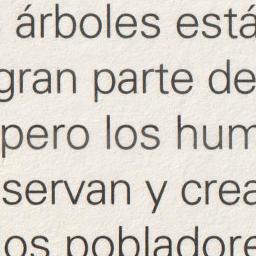 árboles está
gran parte de
pero los hum
servan y crea
os pobladore